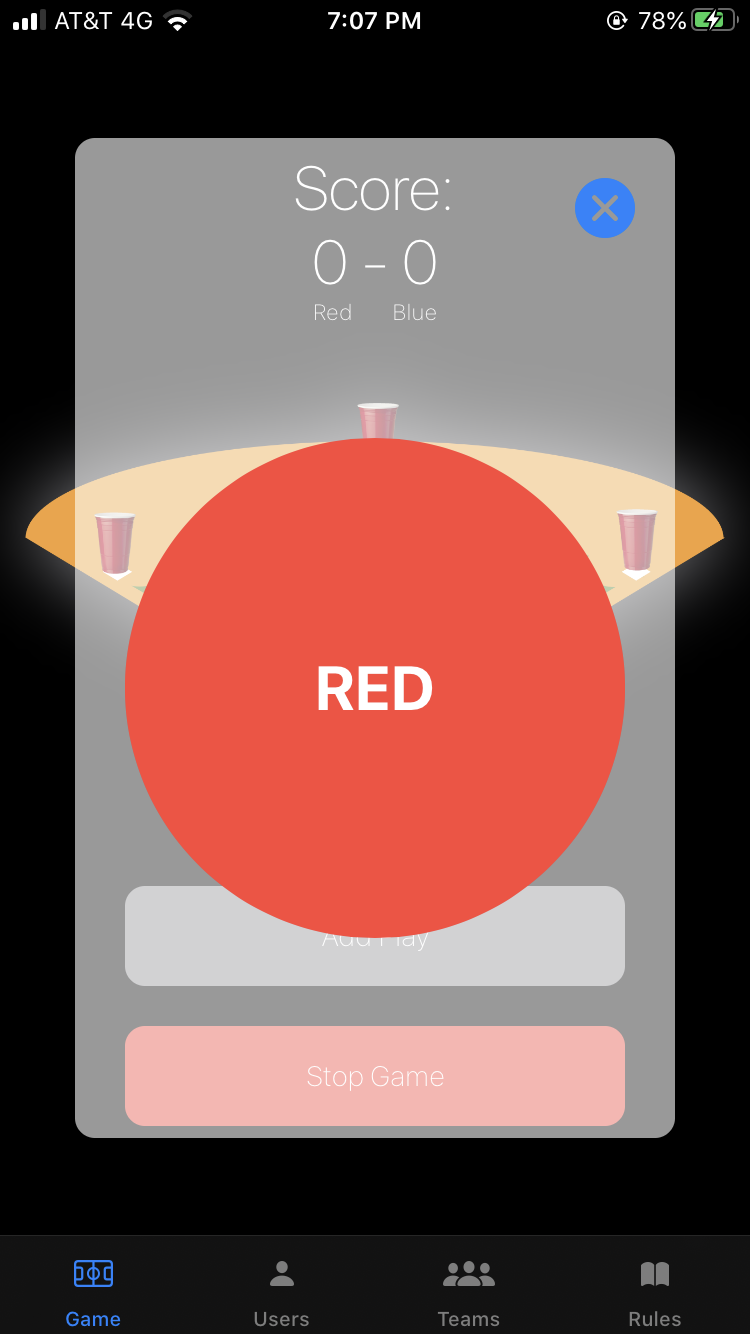 AT&T 4G 7:07 PM 78%
Score:
0 - 0
Red Blue
RED
Add Play
Stop Game
Game Users Teams Rules